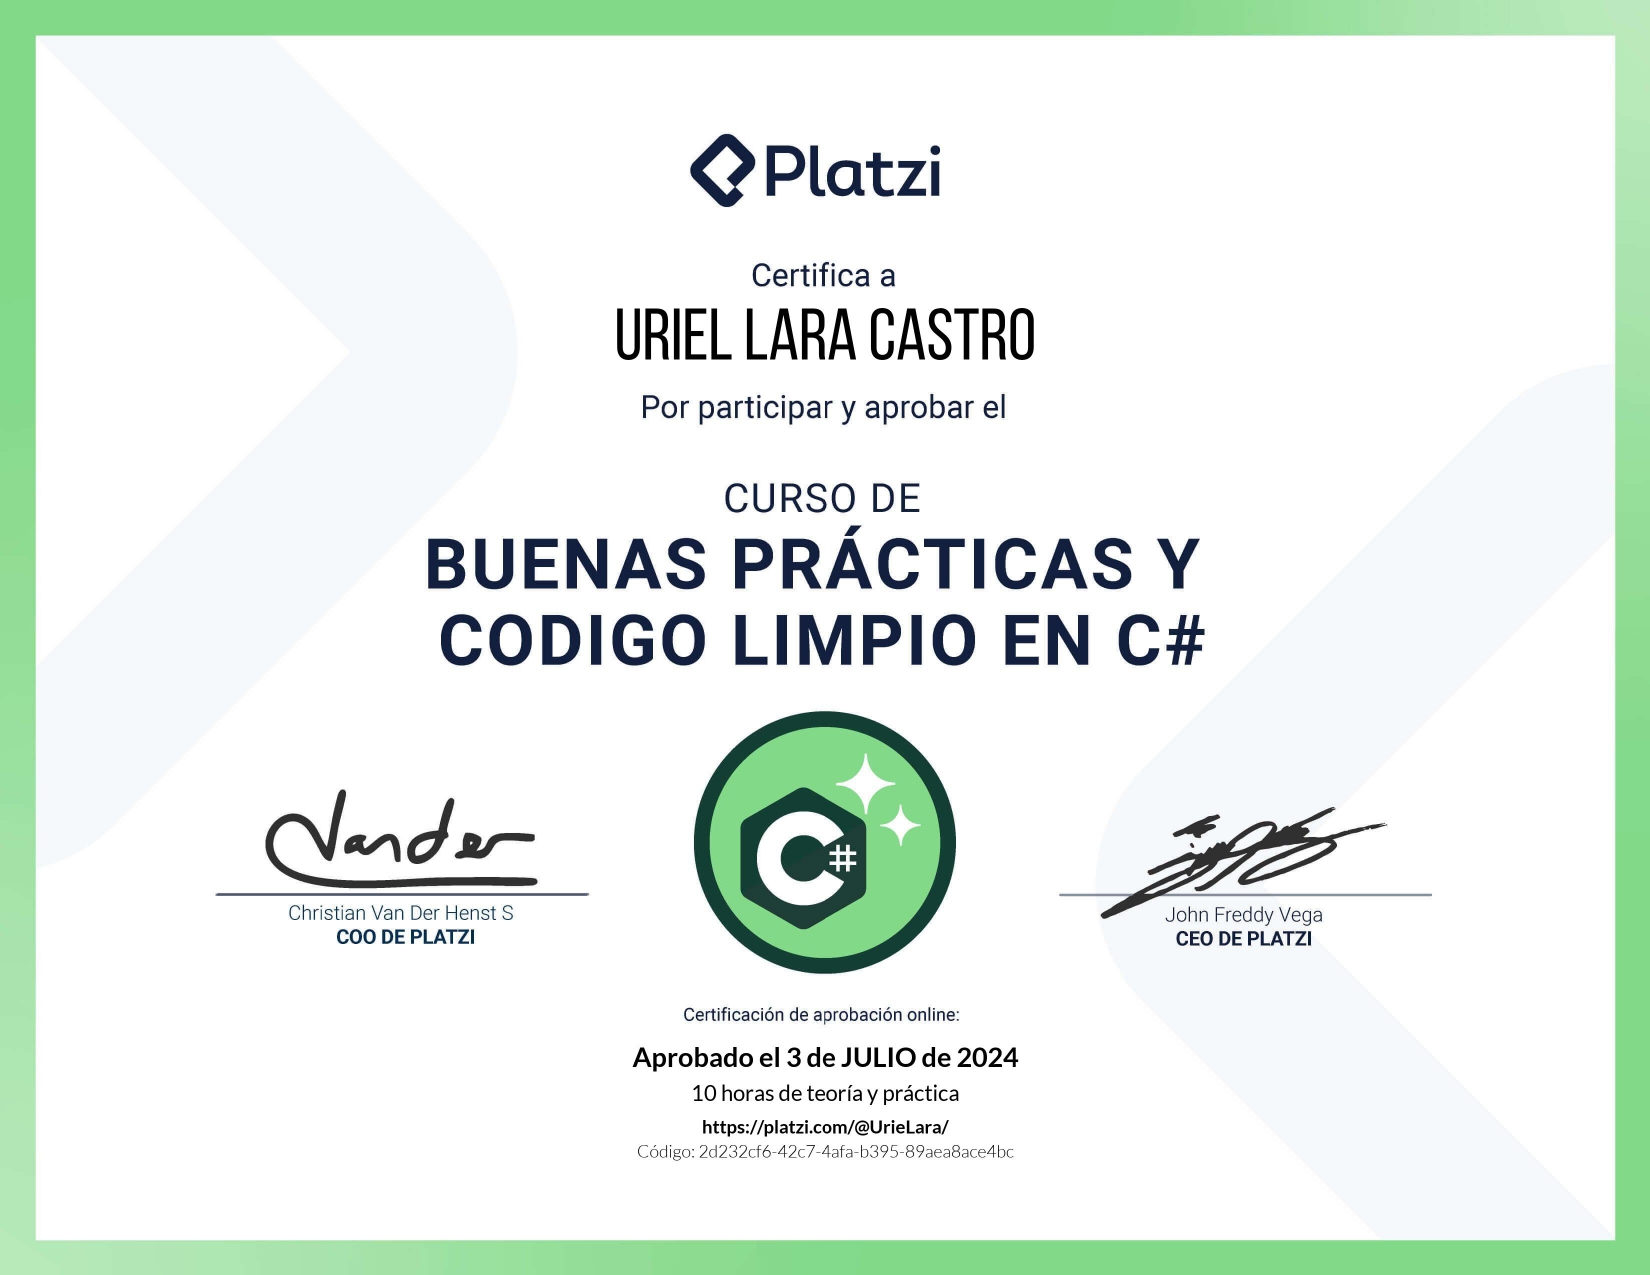 Platzi
Certifica a
URIEL LARA CASTRO
Por participar y aprobar el
CURSO DE
BUENAS PRÁCTICAS Y
CODIGO LIMPIO EN C#
C#
Vander
Christian Van Der Henst S
COO DE PLATZI
John Freddy Vega
CEO DE PLATZI
Certificación de aprobación online:
Aprobado el 3 de JULIO de 2024
10 horas de teoría y práctica
https://platzi.com/@UrieLara/
Código: 2d232cf6-42c7-4afa-b395-89aea8ace4bc